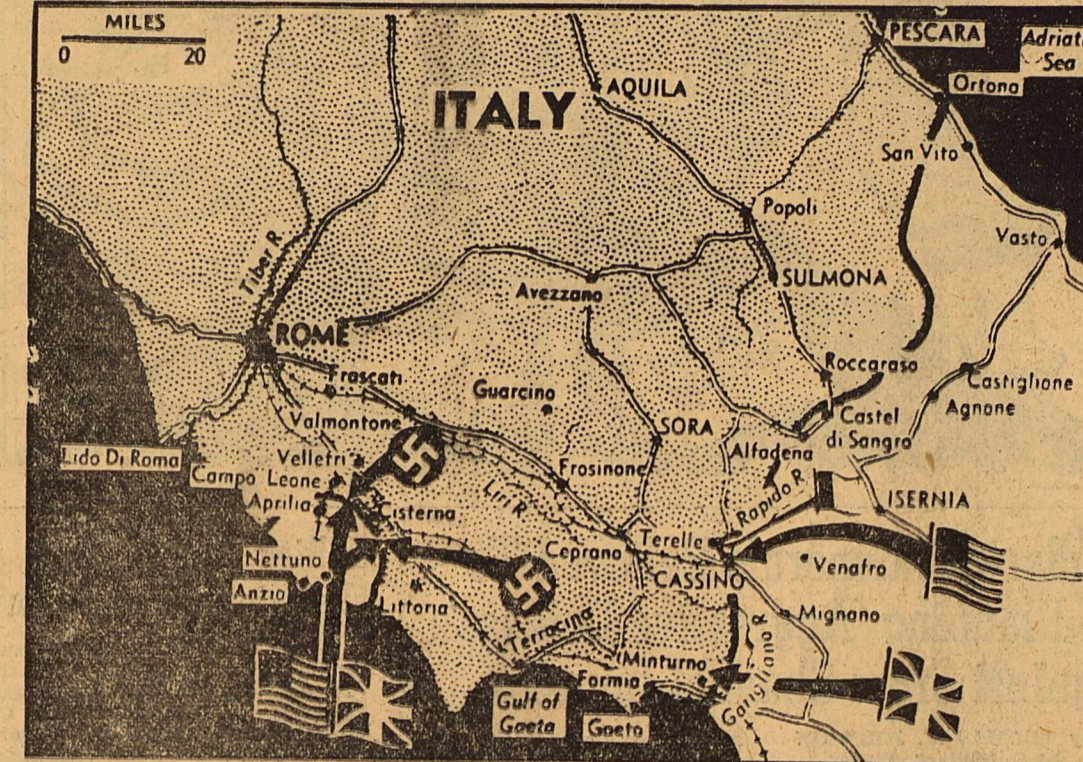 MILES
0 20
PESCARA
Adriat.
Sea
Ortona
AQUILA
ITALY
San Vito
Popoli
Vasto
Tiber R.
SULMONA
Avezzano
ROME
Frascati
Roccaraso
Guarcino
Castiglione
Agnone
Valmontone
Castel
di Sangro
SORA
Alfadena
Lido Di Roma
Velletri
Frosinone
Campo Leone
Liri R.
Rapido R
ISERNIA
Aprilia
Cisterna
Terelle
Ceprano
Nettuno
Venafro
CASSINO
Anzio
Littoria
Mignano
Terracina
Minturno
Garigliano R
Formia
Gulf of
Gaeta
Gaeta